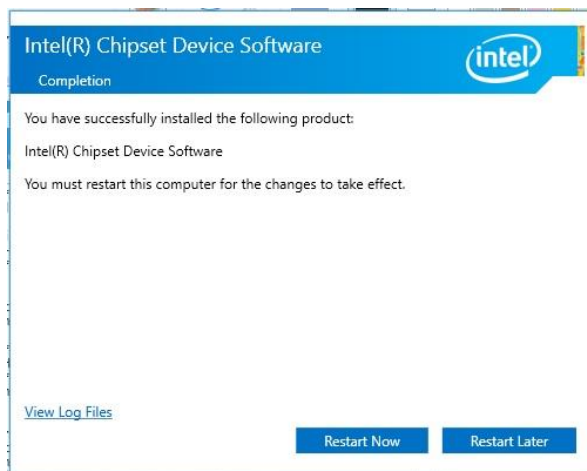 Intel(R) Chipset Device Software
intel
Completion
You have successfully installed the following product:
Intel(R) Chipset Device Software
You must restart this computer for the changes to take effect.
View Log Files
Restart Now
Restart Later